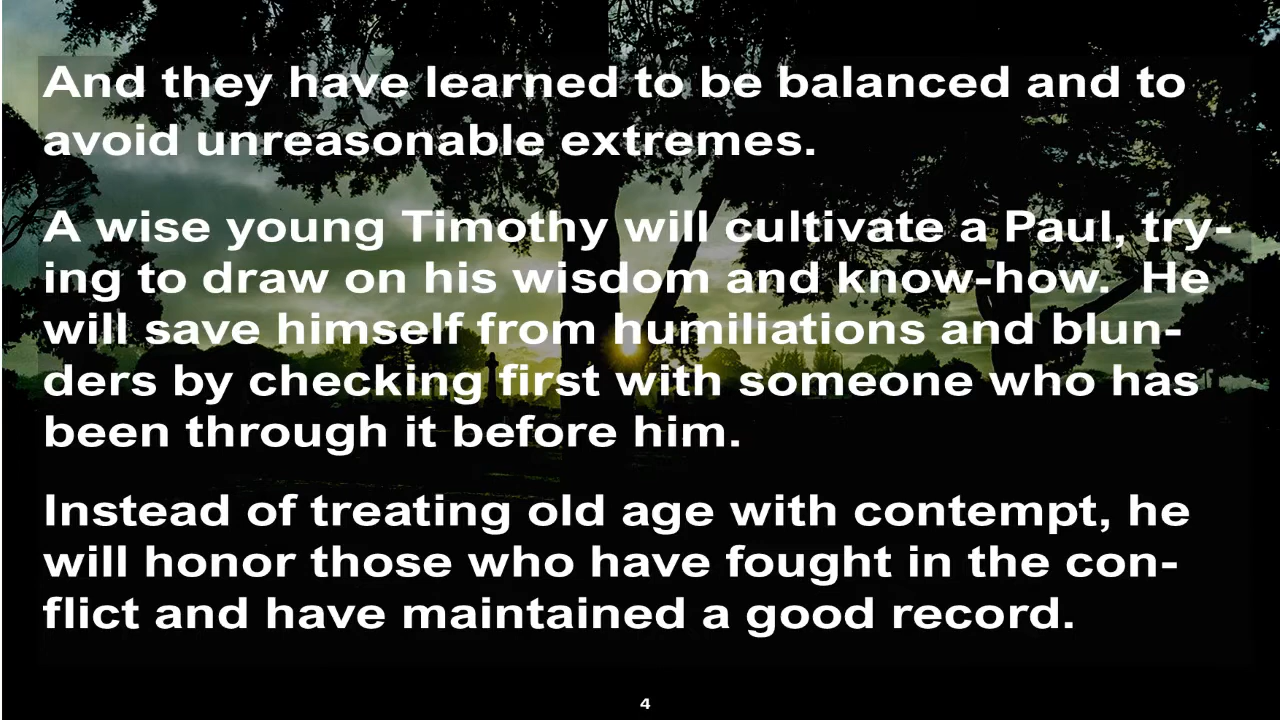 And they have learned to be balanced and to
avoid unreasonable extremes.
A wise young Timothy will cultivate a Paul, try-
ing to draw on his wisdom and know-how.  He
will save himself from humiliations and blun-
ders by checking first with someone who has
been through it before him.
Instead of treating old age with contempt, he
will honor those who have fought in the con-
flict and have maintained a good record.
4